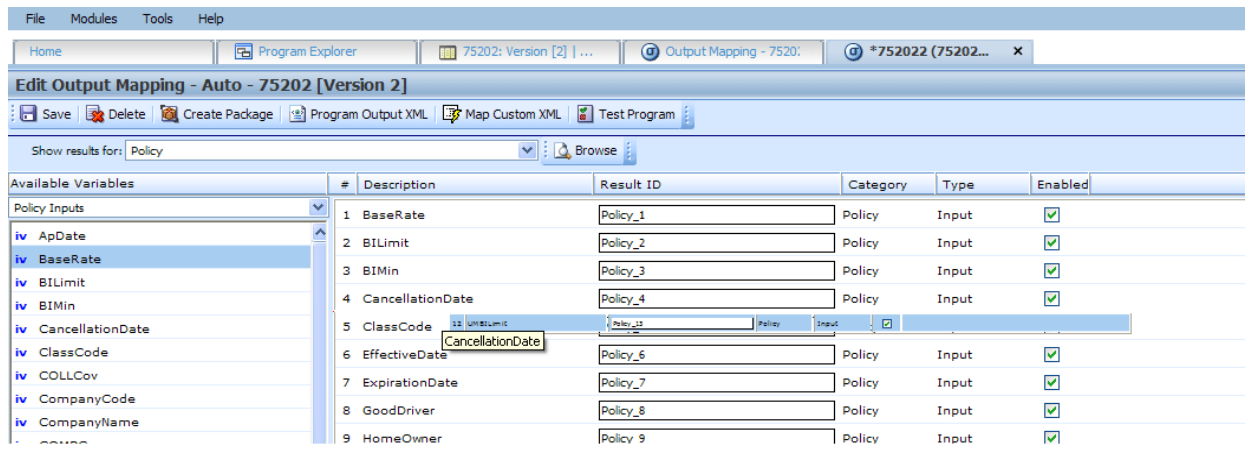 File Modules Tools Help
Home Program Explorer 75202: Version [2] | ... Output Mapping - 7520 *752022 (75202... x
Edit Output Mapping - Auto - 75202 [Version 2]
Save Delete Create Package Program Output XML Map Custom XML Test Program
Show results for: Policy Browse
Available Variables # Description Result ID Category Type Enabled
Policy Inputs
1 BaseRate Policy_1 Policy Input
iv ApDate
2 BILimit Policy_2 Policy Input
iv BaseRate
3 BIMin Policy_3 Policy Input
iv BILimit
4 CancellationDate Policy_4 Policy Input
iv BIMin
5 ClassCode 12 UMBILimit Policy_13 Policy Input
iv CancellationDate
CancellationDate
6 EffectiveDate Policy_6 Policy Input
iv ClassCode
7 ExpirationDate Policy_7 Policy Input
iv COLLCov
8 GoodDriver Policy_8 Policy Input
iv CompanyCode
iv CompanyName
9 HomeOwner Policy_9 Policy Input